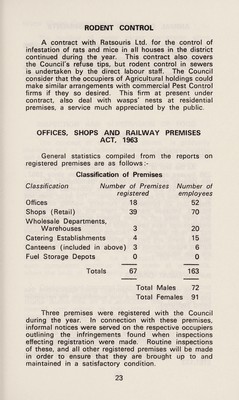 RODENT CONTROL
A contract with Ratsouris Ltd. for the control of
infestation of rats and mice in all houses in the district
continued during the year. This contract also covers
the Council's refuse tips, but rodent control in sewers
is undertaken by the direct labour staff. The Council
consider that the occupiers of Agricultural holdings could
make similar arrangements with commercial Pest Control
firms if they so desired. This firm at present under
contract, also deal with wasps' nests at residential
premises, a service much appreciated by the public.
OFFICES, SHOPS AND RAILWAY PREMISES
ACT, 1963
General statistics compiled from the reports on
registered premises are as follows:-
Classification of Premises
Classification Number of Premises Number of
registered employees
Offices 18 52
Shops (Retail) 39 70
Wholesale Departments,
Warehouses 3 20
Catering Establishments 4 15
Canteens (included in above) 3 6
Fuel Storage Depots 0 0
Totals 67 163
Total Males 72
Total Females 91
Three premises were registered with the Council
during the year. In connection with these premises,
informal notices were served on the respective occupiers
outlining the infringements found when inspections
effecting registration were made. Routine inspections
of these, and all other registered premises will be made
in order to ensure that they are brought up to and
maintained in a satisfactory condition.
23